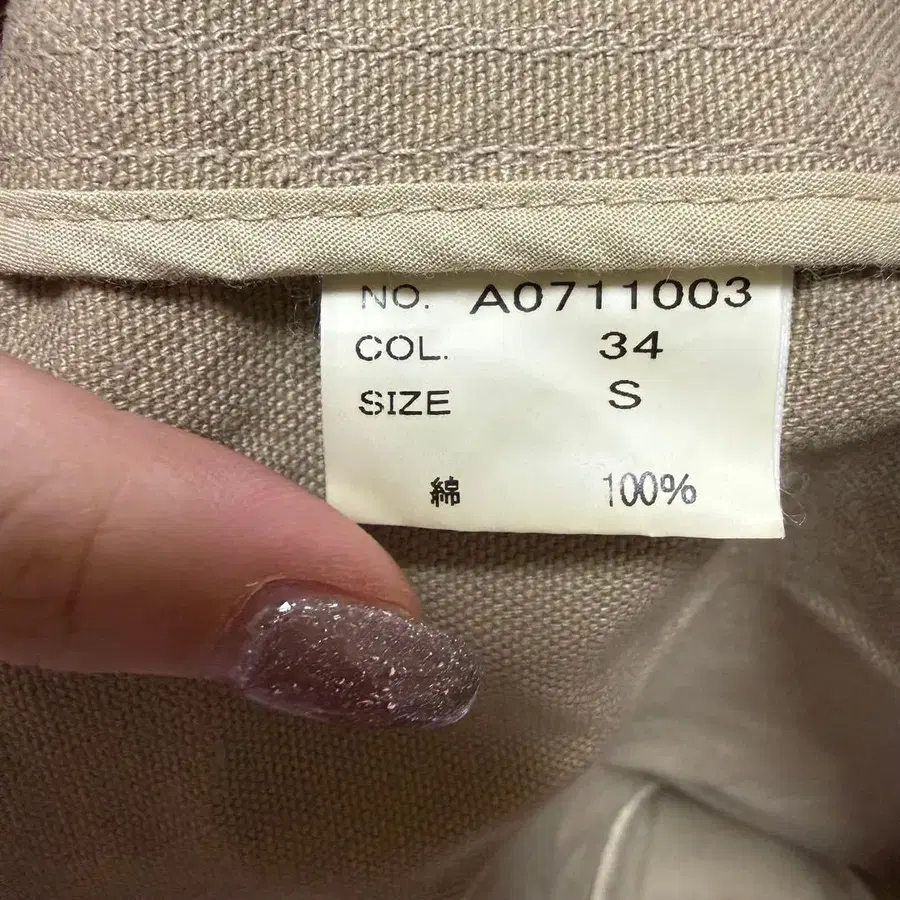 NO. A0711003
COL. 34
SIZE S
綿 100%